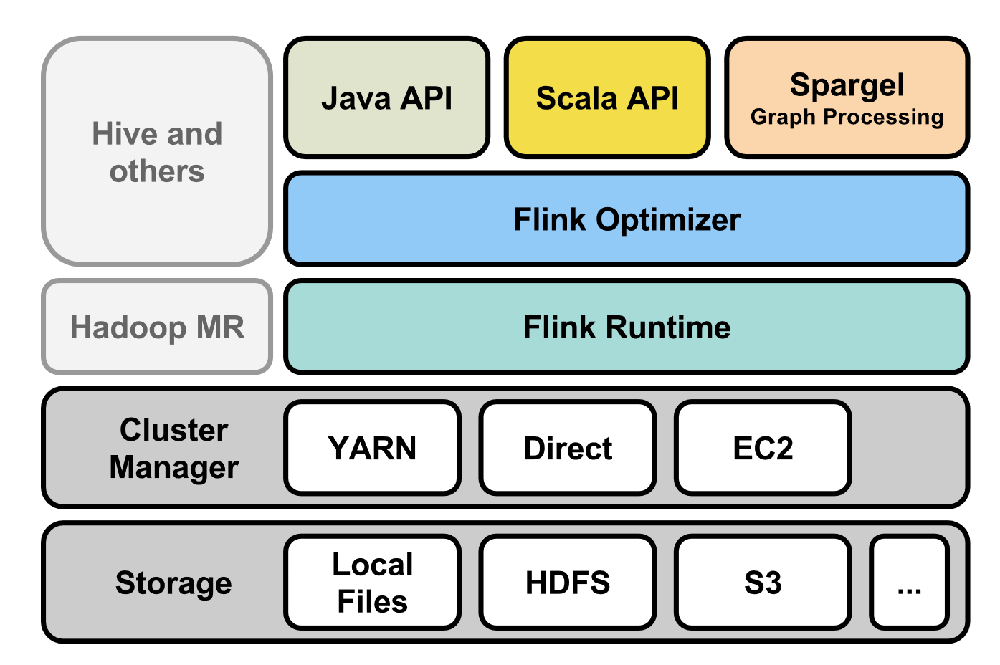 Hive and
others
Java API
Scala API
Spargel
Graph Processing
Flink Optimizer
Hadoop MR
Flink Runtime
Cluster
Manager
YARN
Direct
EC2
Storage
Local
Files
HDFS
S3
...